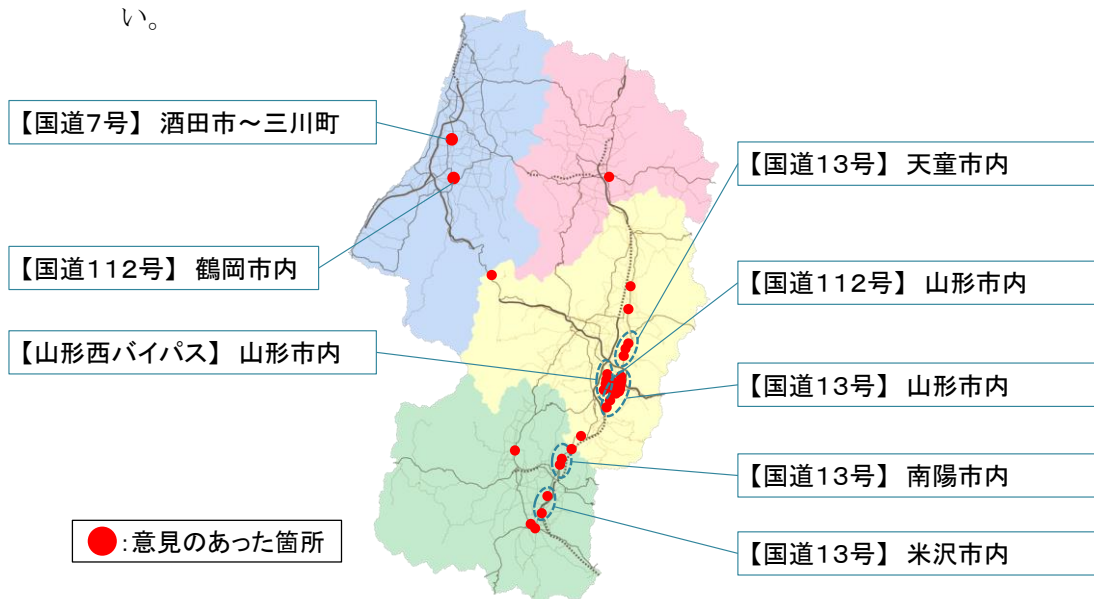 い。
【国道7号】 酒田市～三川町
【国道112号】 鶴岡市内
【山形西バイパス】 山形市内
【国道13号】 天童市内
【国道112号】 山形市内
【国道13号】 山形市内
【国道13号】 南陽市内
【国道13号】 米沢市内
：意見のあった箇所